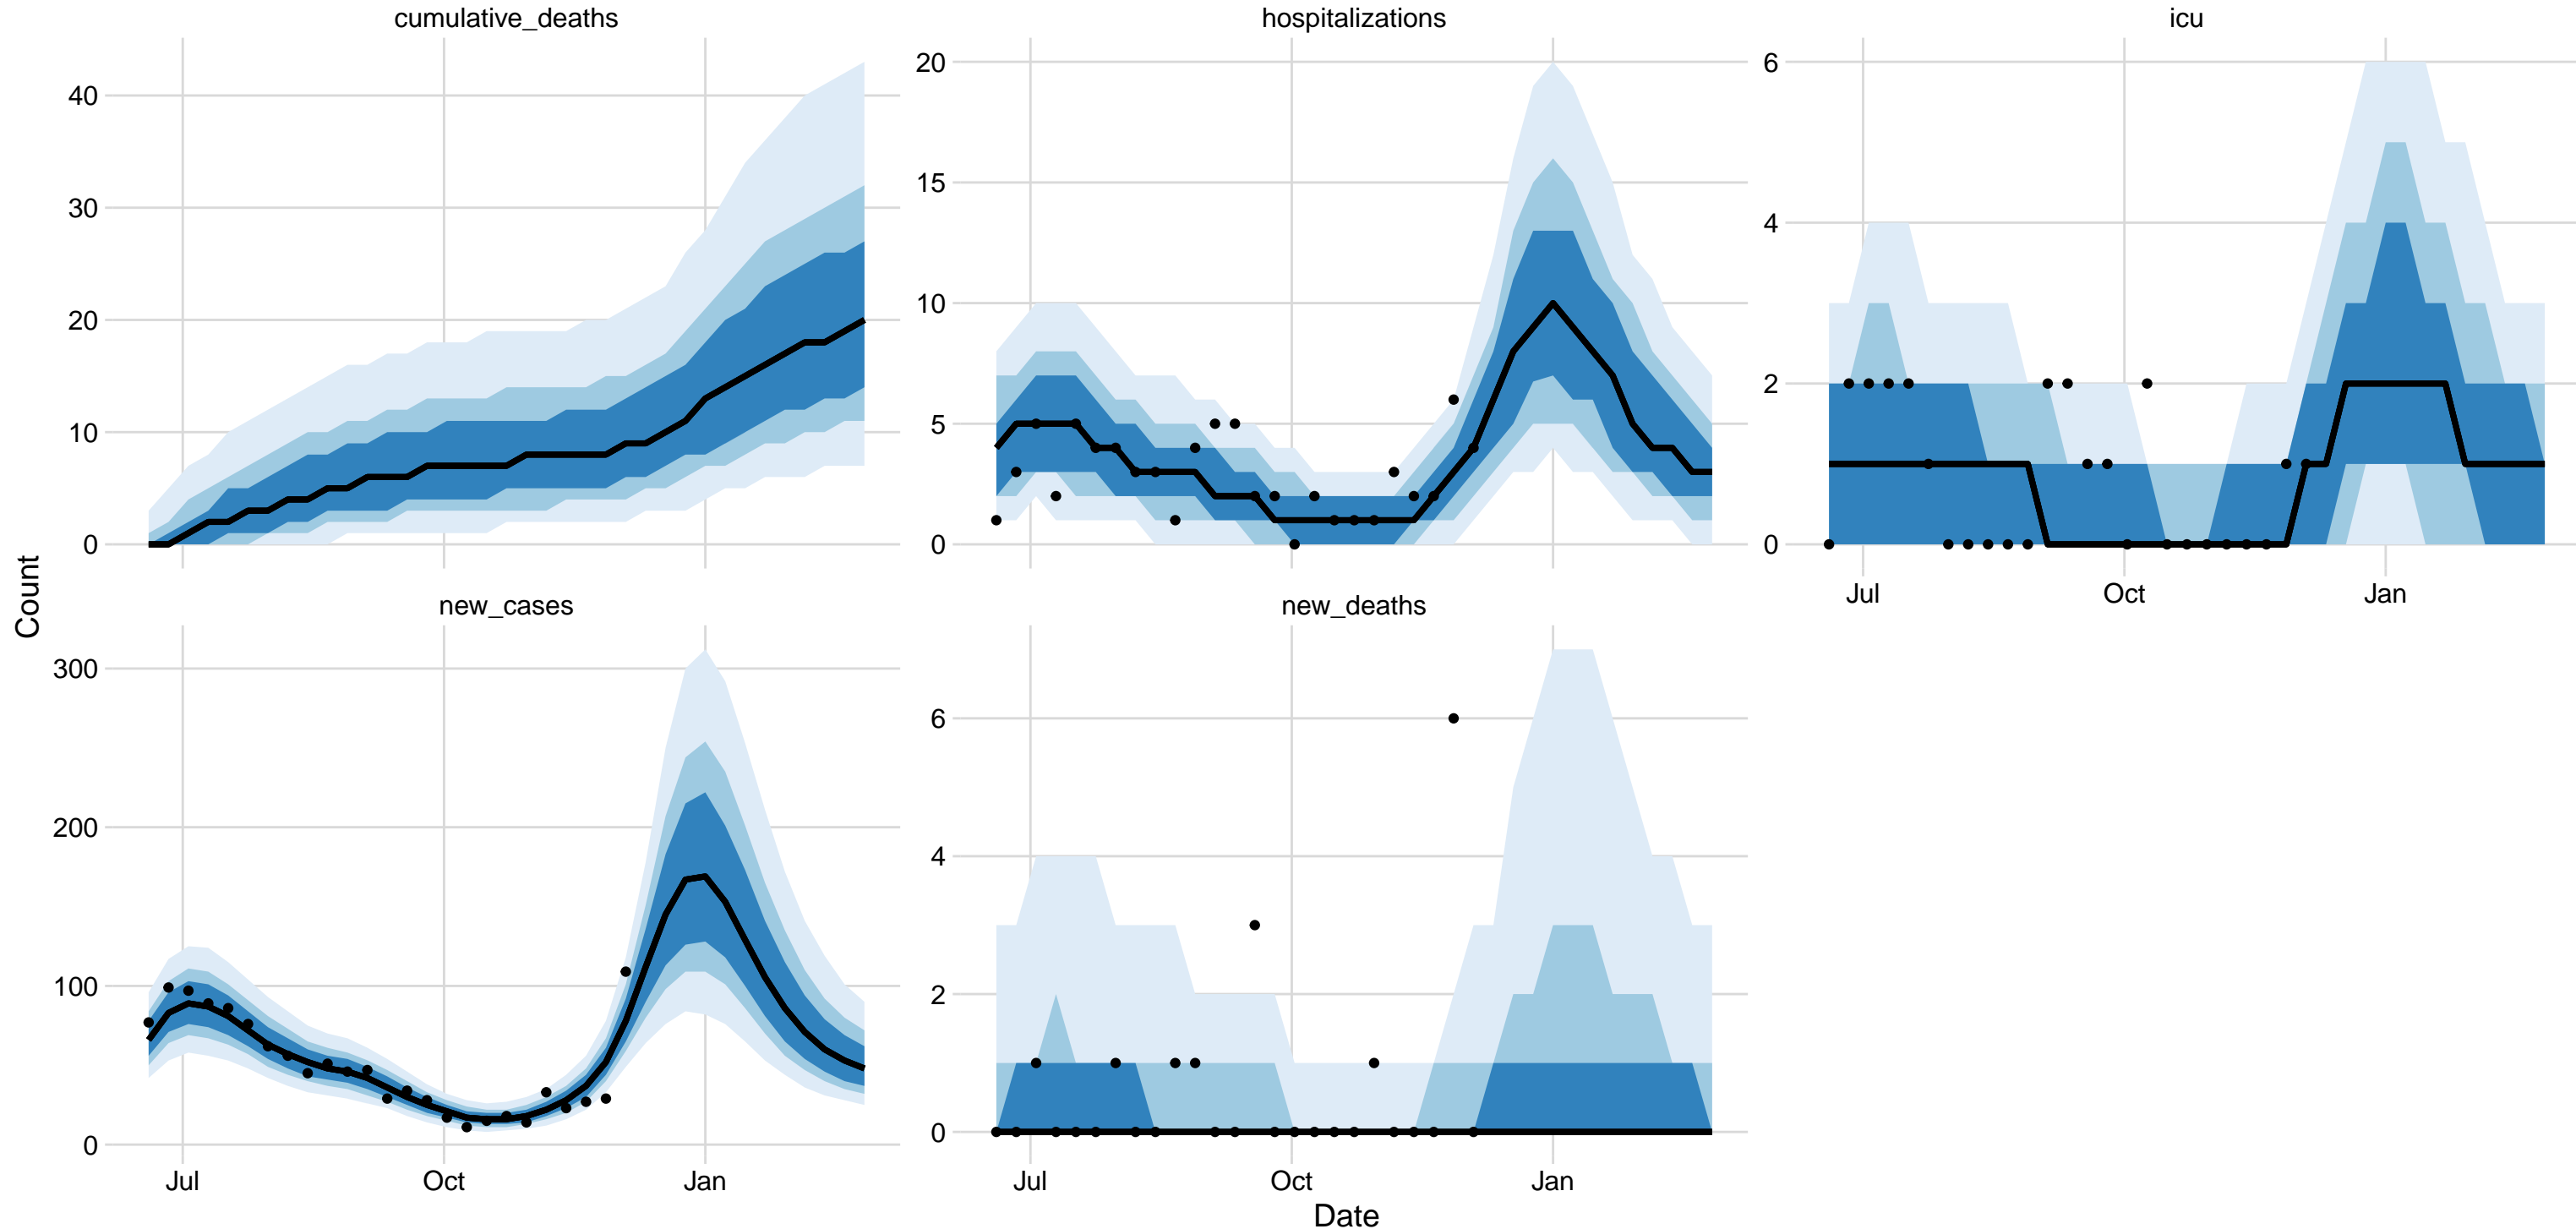 cumulative_deaths
hospitalizations
icu
40
30
20
10
0
20
15
10
5
0
6
4
2
0
Jul
Oct
Jan
Count
new_cases
new_deaths
300
200
100
0
6
4
2
0
Jul
Oct
Jan
Jul
Oct
Jan
Date